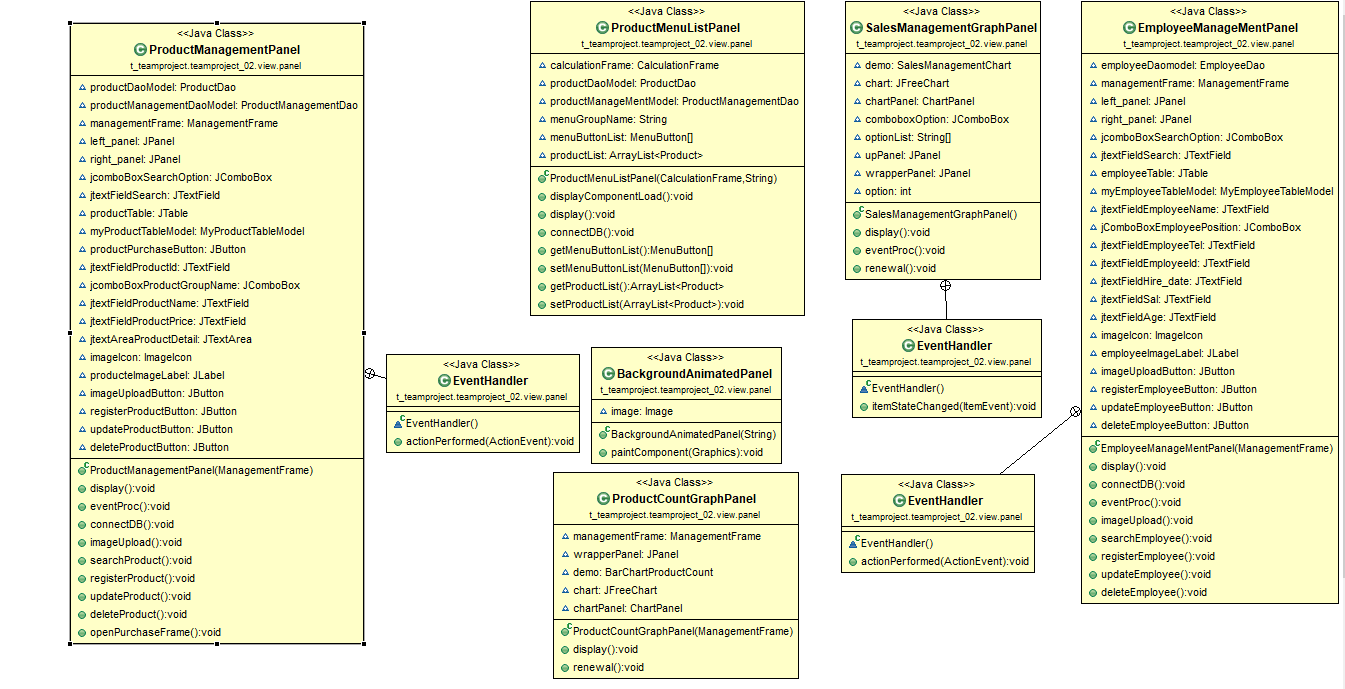 <<Java Class>>
ProductManagementPanel
t_teamproject.teamproject_02.view.panel
productDaoModel: ProductDao
productManagementDaoModel: ProductManagementDao
managementFrame: ManagementFrame
left_panel: JPanel
right_panel: JPanel
jcomboBoxSearchOption: JComboBox
jtextFieldSearch: JTextField
productTable: JTable
myProductTableModel: MyProductTableModel
productPurchaseButton: JButton
jtextFieldProductId: JTextField
jcomboBoxProductGroupName: JComboBox
jtextFieldProductName: JTextField
jtextFieldProductPrice: JTextField
jtextAreaProductDetail: JTextArea
imageIcon: ImageIcon
producteImageLabel: JLabel
imageUploadButton: JButton
registerProductButton: JButton
updateProductButton: JButton
deleteProductButton: JButton
ProductManagementPanel(ManagementFrame)
display():void
eventProc():void
connectDB():void
imageUpload():void
searchProduct():void
registerProduct():void
updateProduct():void
deleteProduct():void
openPurchaseFrame():void
<<Java Class>>
EventHandler
t_teamproject.teamproject_02.view.panel
EventHandler()
actionPerformed(ActionEvent):void
<<Java Class>>
ProductMenuListPanel
t_teamproject.teamproject_02.view.panel
calculationFrame: CalculationFrame
productDaoModel: ProductDao
productManageMentModel: ProductManagementDao
menuGroupName: String
menuButtonList: MenuButton[]
productList: ArrayList<Product>
ProductMenuListPanel(CalculationFrame,String)
displayComponentLoad():void
display():void
connectDB():void
getMenuButtonList():MenuButton[]
setMenuButtonList(MenuButton[]):void
getProductList():ArrayList<Product>
setProductList(ArrayList<Product>):void
<<Java Class>>
BackgroundAnimatedPanel
t_teamproject.teamproject_02.view.panel
image: Image
BackgroundAnimatedPanel(String)
paintComponent(Graphics):void
<<Java Class>>
ProductCountGraphPanel
t_teamproject.teamproject_02.view.panel
managementFrame: ManagementFrame
wrapperPanel: JPanel
demo: BarChartProductCount
chart: JFreeChart
chartPanel: ChartPanel
ProductCountGraphPanel(ManagementFrame)
display():void
renewal():void
<<Java Class>>
SalesManagementGraphPanel
t_teamproject.teamproject_02.view.panel
demo: SalesManagementChart
chart: JFreeChart
chartPanel: ChartPanel
comboboxOption: JComboBox
optionList: String[]
upPanel: JPanel
wrapperPanel: JPanel
option: int
SalesManagementGraphPanel()
display():void
eventProc():void
renewal():void
<<Java Class>>
EventHandler
t_teamproject.teamproject_02.view.panel
EventHandler()
itemStateChanged(ItemEvent):void
<<Java Class>>
EventHandler
t_teamproject.teamproject_02.view.panel
EventHandler()
actionPerformed(ActionEvent):void
<<Java Class>>
EmployeeManageMentPanel
t_teamproject.teamproject_02.view.panel
employeeDaomodel: EmployeeDao
managementFrame: ManagementFrame
left_panel: JPanel
right_panel: JPanel
jcomboBoxSearchOption: JComboBox
jtextFieldSearch: JTextField
employeeTable: JTable
myEmployeeTableModel: MyEmployeeTableModel
jtextFieldEmployeeName: JTextField
jComboBoxEmployeePosition: JComboBox
jtextFieldEmployeeTel: JTextField
jtextFieldEmployeeId: JTextField
jtextFieldHire_date: JTextField
jtextFieldSal: JTextField
jtextFieldAge: JTextField
imageIcon: ImageIcon
employeeImageLabel: JLabel
imageUploadButton: JButton
registerEmployeeButton: JButton
updateEmployeeButton: JButton
deleteEmployeeButton: JButton
EmployeeManageMentPanel(ManagementFrame)
display():void
connectDB():void
eventProc():void
imageUpload():void
searchEmployee():void
registerEmployee():void
updateEmployee():void
deleteEmployee():void